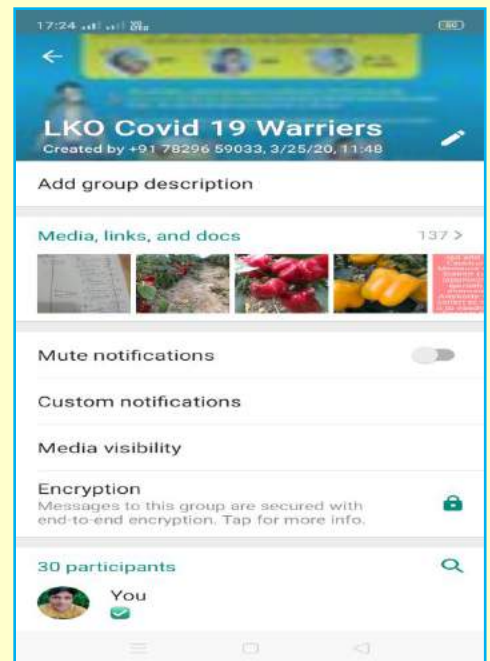 17:24
LKO Covid 19 Warriers
Created by +91 78296 59033, 3/25/20, 11:48
Add group description
Media, links, and docs 137 >
Mute notifications
Custom notifications
Media visibility
Encryption
Messages to this group are secured with
end-to-end encryption. Tap for more info.
30 participants
You